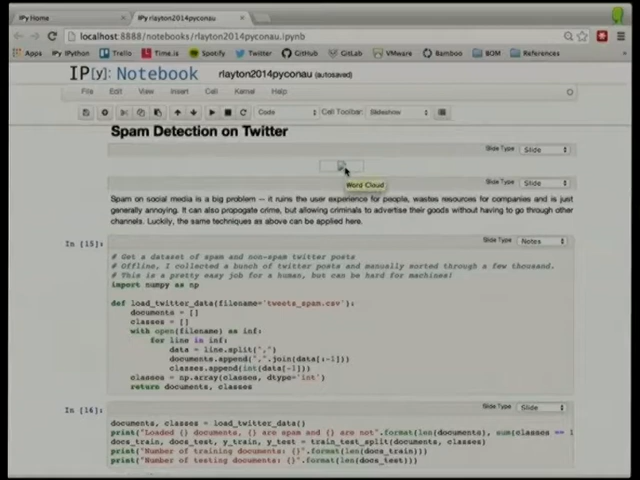 IPy Home
IPy rlayton2014pyconau
localhost:8888/notebooks/rlayton2014pyconau.ipynb
Apps IPy IPython Trello Time.is Spotify Twitter GitHub GitLab VMware Bamboo BOM References
IP[y]: Notebook rlayton2014pyconau (autosaved)
File Edit View Insert Cell Kernel Help
Code Cell Toolbar: Slideshow
Spam Detection on Twitter
Slide Type Slide
Word Cloud
Slide Type Slide
Spam on social media is a big problem -- it ruins the user experience for people, wastes resources for companies and is just
generally annoying. It can also propogate crime, but allowing criminals to advertise their goods without having to go through other
channels. Luckily, the same techniques as above can be applied here.
In [15]:
Slide Type Notes
# Get a dataset of spam and non-spam twitter posts
# Offline, I collected a bunch of twitter posts and manually sorted through a few thousand.
# This is a pretty easy job for a human, but can be hard for machines!
import numpy as np
def load_twitter_data(filename='tweets_spam.csv'):
documents = []
classes = []
with open(filename) as inf:
for line in inf:
data = line.split(",")
documents.append(",".join(data[:-1]))
classes.append(int(data[-1]))
classes = np.array(classes, dtype='int')
return documents, classes
In [16]:
Slide Type Slide
documents, classes = load_twitter_data()
print("Loaded {} documents, {} are spam and {} are not".format(len(documents), sum(classes == 1
docs_train, docs_test, y_train, y_test = train_test_split(documents, classes)
print("Number of training documents: {}".format(len(docs_train)))
print("Number of testing documents: {}".format(len(docs_test)))